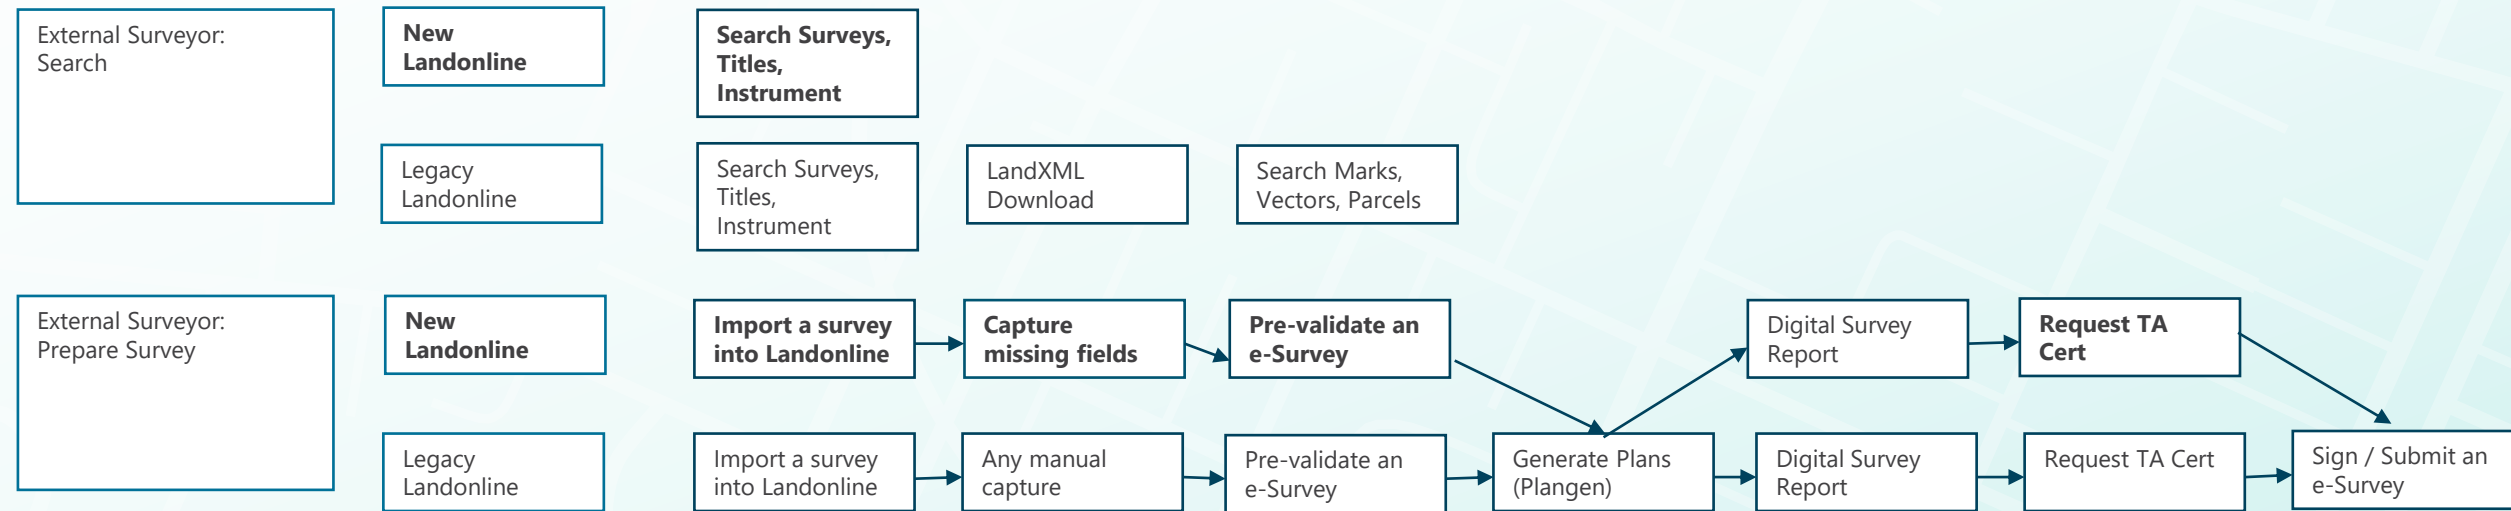 External Surveyor:
Search
New
Landonline
Search Surveys,
Titles,
Instrument
Legacy
Landonline
Search Surveys,
Titles,
Instrument
LandXML
Download
Search Marks,
Vectors, Parcels
External Surveyor:
Prepare Survey
New
Landonline
Import a survey
into Landonline
Capture
missing fields
Pre-validate an
e-Survey
Digital Survey
Report
Request TA
Cert
Legacy
Landonline
Import a survey
into Landonline
Any manual
capture
Pre-validate an
e-Survey
Generate Plans
(Plangen)
Digital Survey
Report
Request TA Cert
Sign / Submit an
e-Survey